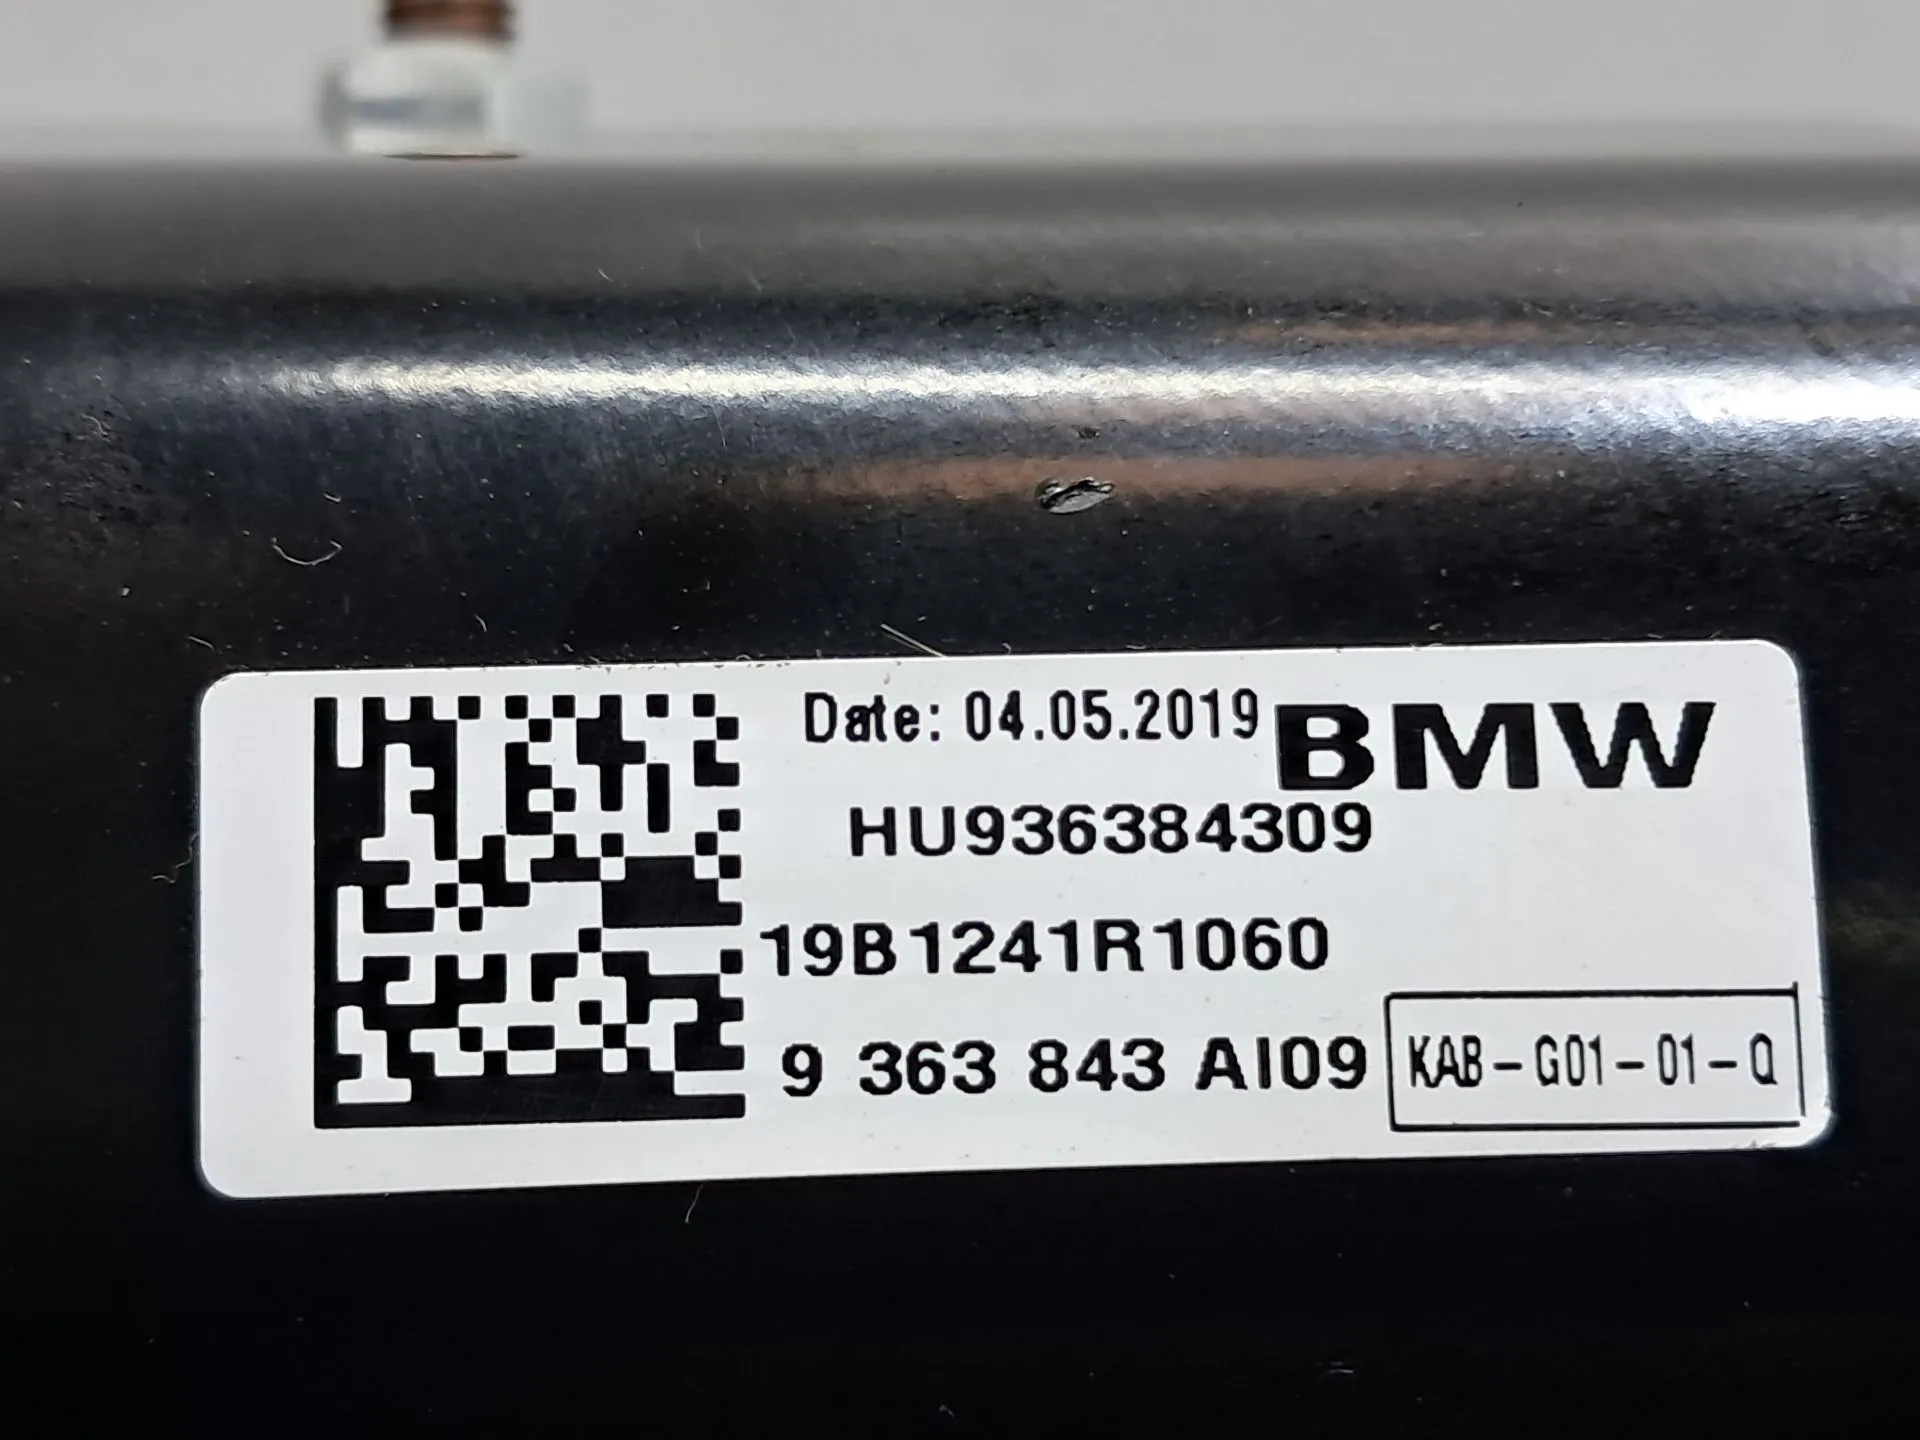 Date: 04.05.2019 BMW
HU936384309
19B1241R1060
9 363 843 AI09 KAB-G01-01-Q